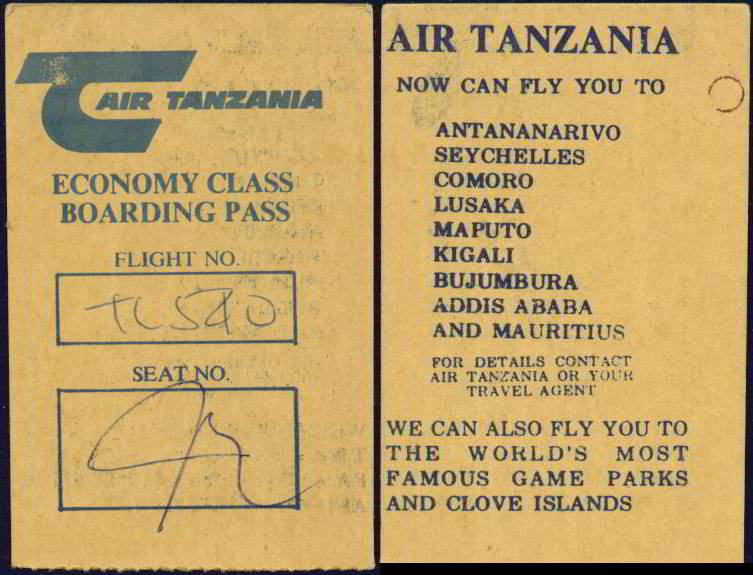 AIR TANZANIA
ECONOMY CLASS
BOARDING PASS
FLIGHT NO.
TC540
SEAT NO.
AIR TANZANIA
NOW CAN FLY YOU TO
ANTANANARIVO
SEYCHELLES
COMORO
LUSAKA
MAPUTO
KIGALI
BUJUMBURA
ADDIS ABABA
AND MAURITIUS
FOR DETAILS CONTACT
AIR TANZANIA OR YOUR
TRAVEL AGENT
WE CAN ALSO FLY YOU TO
THE WORLD'S MOST
FAMOUS GAME PARKS
AND CLOVE ISLANDS